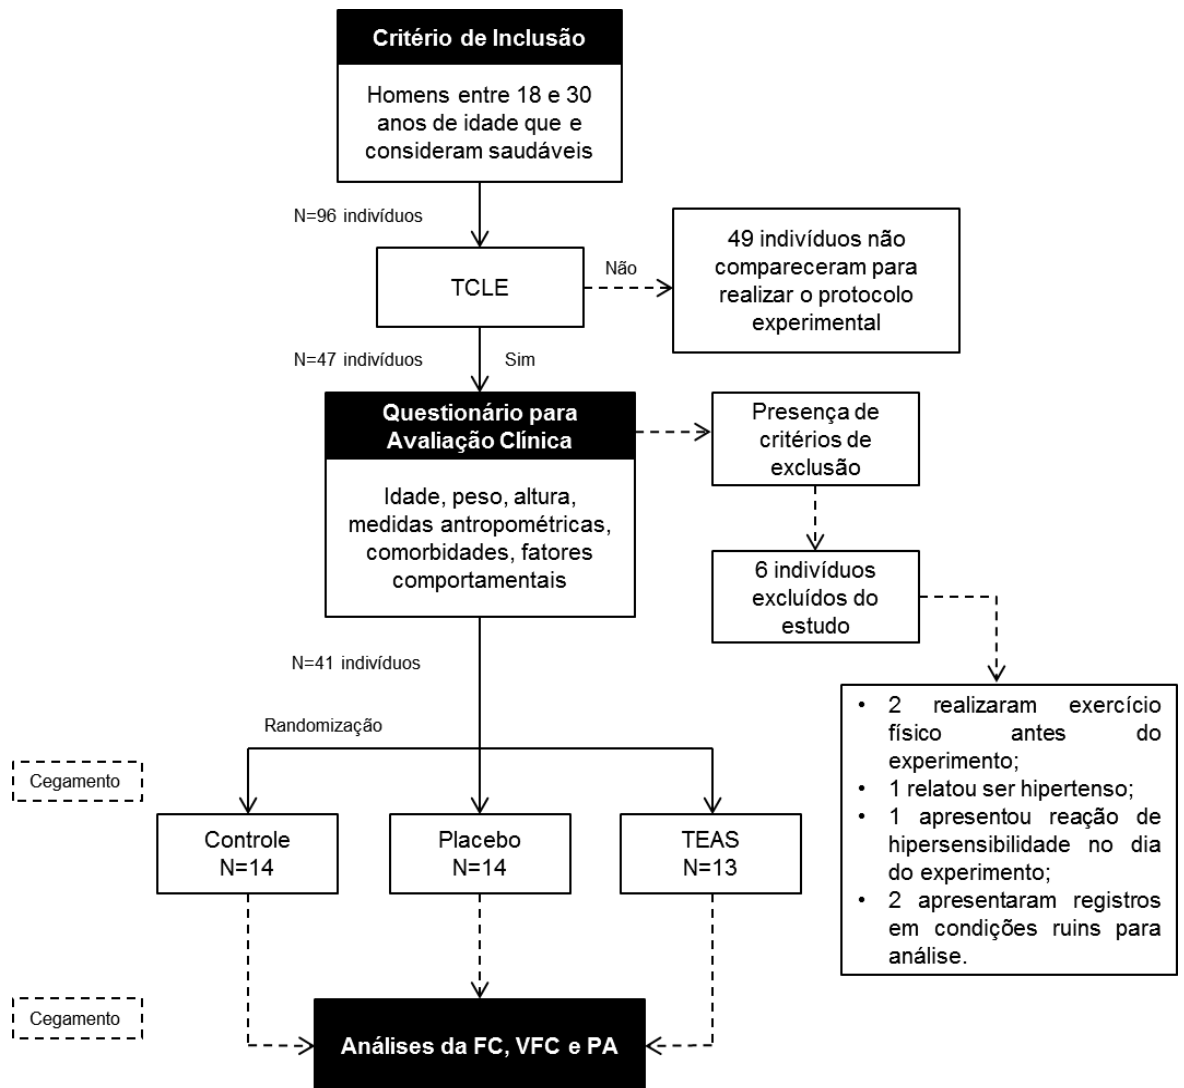 Critério de Inclusão
Homens entre 18 e 30
anos de idade que e
consideram saudáveis
N=96 indivíduos
TCLE
Não
49 indivíduos não
compareceram para
realizar o protocolo
experimental
N=47 indivíduos
Sim
Questionário para
Avaliação Clínica
Idade, peso, altura,
medidas antropométricas,
comorbidades, fatores
comportamentais
Presença de
critérios de
exclusão
6 indivíduos
excluídos do
estudo
• 2 realizaram exercício
físico antes do
experimento;
• 1 relatou ser hipertenso;
• 1 apresentou reação de
hipersensibilidade no dia
do experimento;
• 2 apresentaram registros
em condições ruins para
análise.
N=41 indivíduos
Randomização
Cegamento
Controle
N=14
Placebo
N=14
TEAS
N=13
Cegamento
Análises da FC, VFC e PA